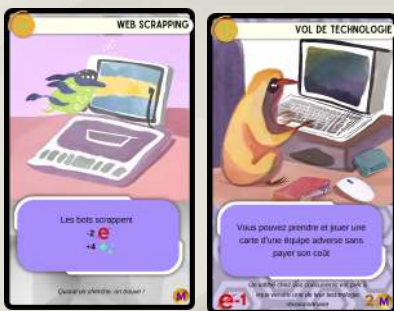 WEB SCRAPPING
Les bots scrappent
-2 e
+4
Quand on cherche, on trouve !
M
VOL DE TECHNOLOGIE
Vous pouvez prendre et jouer une
carte d'une équipe adverse sans
payer son coût
e-1
2 M